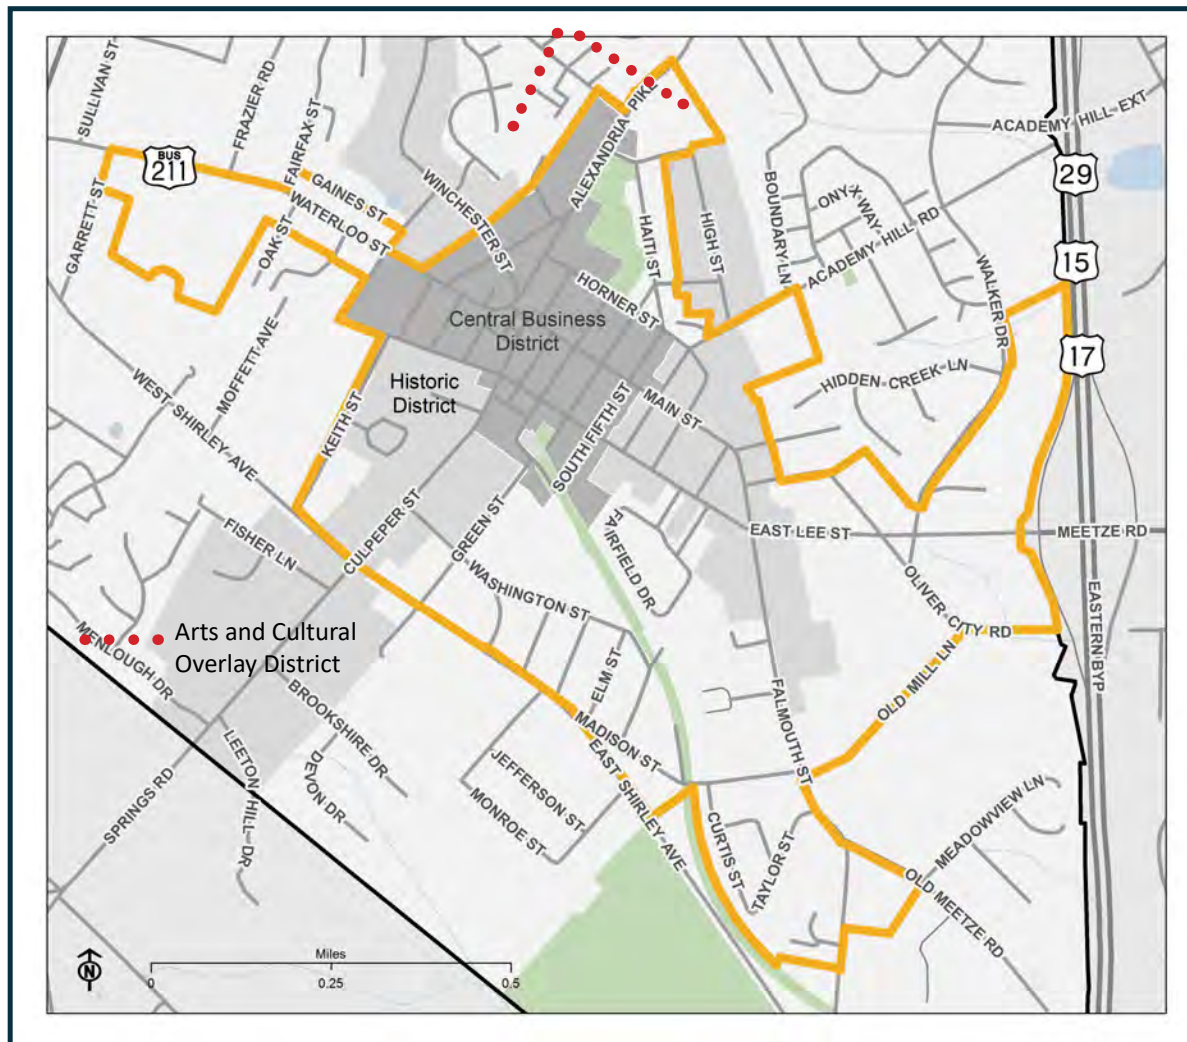 SULLIVAN ST
FRAZIER RD
FAIRFAX ST
BUS
211
GARRETT ST
GAINES ST
WATERLOO ST
OAK ST
WINCHESTER ST
ALEXANDRIA PIKE
HAITI ST
HIGH ST
BOUNDARY LN
ONYX WAY
ACADEMY HILL RD
ACADEMY HILL EXT
WALKER DR
29
15
17
HORNER ST
Central Business
District
Historic
District
MOFFETT AVE
WEST SHIRLEY AVE
KEITH ST
HIDDEN CREEK LN
MAIN ST
SOUTH FIFTH ST
CULPEPER ST
GREEN ST
FISHER LN
WASHINGTON ST
FAIRFIELD DR
EAST LEE ST
MEETZE RD
OLIVER CITY RD
EASTERN BYP
MENLOUGH DR
Arts and Cultural
Overlay District
BROOKSHIRE DR
LEETON HILL DR
DEVON DR
SPRINGS RD
ELM ST
MADISON ST
JEFFERSON ST
MONROE ST
EAST SHIRLEY AVE
FALMOUTH ST
OLD MILL LN
CURTIS ST
TAYLOR ST
MEADOWVIEW LN
OLD MEETZE RD
N
Miles
0
0.25
0.5